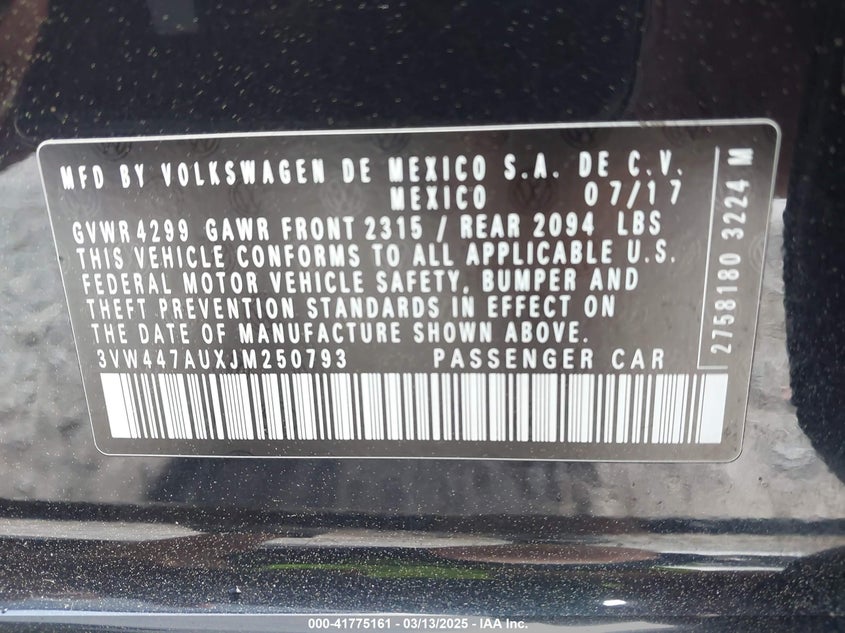 MFD BY VOLKSWAGEN DE MEXICO S.A. DE C.V.
MEXICO 07/17
GVWR 4299 GAWR FRONT 2315 / REAR 2094 LBS
THIS VEHICLE CONFORMS TO ALL APPLICABLE U.S.
FEDERAL MOTOR VEHICLE SAFETY, BUMPER AND
THEFT PREVENTION STANDARDS IN EFFECT ON
THE DATE OF MANUFACTURE SHOWN ABOVE.
3VW447AUXJM250793 PASSENGER CAR
2758180 3224 M
000-41775161 - 03/13/2025 - IAA Inc.